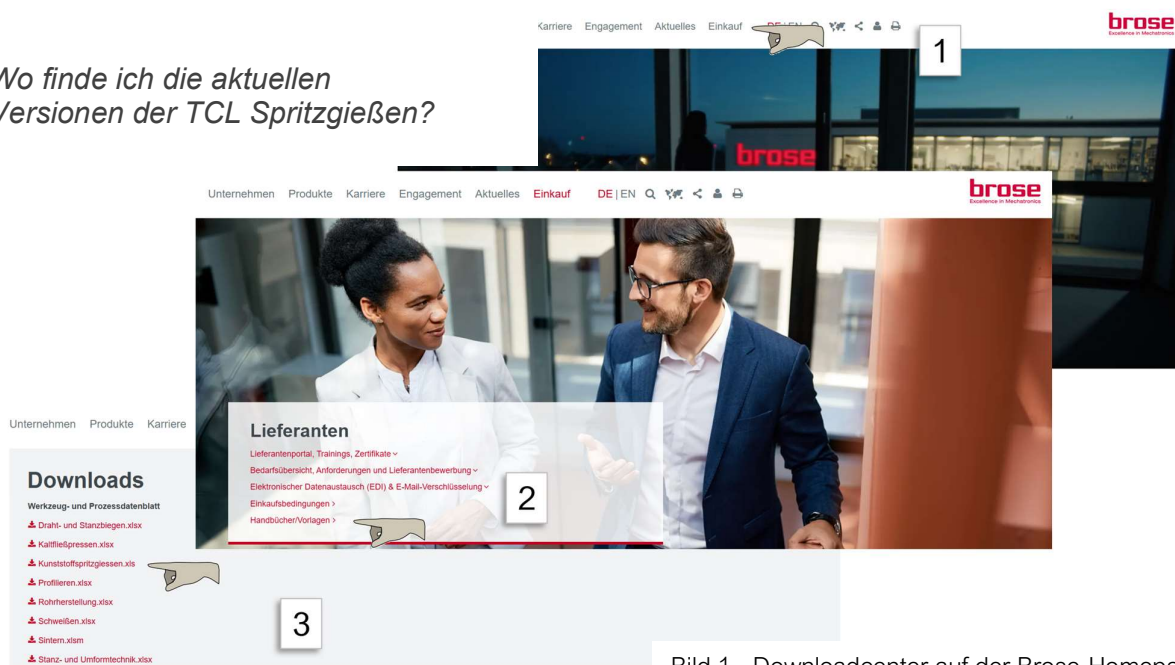 Karriere Engagement Aktuelles Einkauf DE | EN
brose
Excellence in Mechatronics
1
Wo finde ich die aktuellen
Versionen der TCL Spritzgießen?
brose
Unternehmen Produkte Karriere Engagement Aktuelles Einkauf DE | EN
brose
Excellence in Mechatronics
Lieferanten
Lieferantenportal, Trainings, Zertifikate
Bedarfsübersicht, Anforderungen und Lieferantenbewerbung
Elektronischer Datenaustausch (EDI) & E-Mail-Verschlüsselung
Einkaufsbedingungen >
Handbücher/Vorlagen >
2
Unternehmen Produkte Karriere
Downloads
Werkzeug- und Prozessdatenblatt
Draht- und Stanzbiegen.xlsx
Kaltfließpressen.xlsx
Kunststoffspritzgiessen.xls
Profilieren.xlsx
Rohrherstellung.xlsx
Schweißen.xlsx
Sintern.xlsm
Stanz- und Umformtechnik.xlsx
3
Bild 1 Downloadcenter auf der Brose